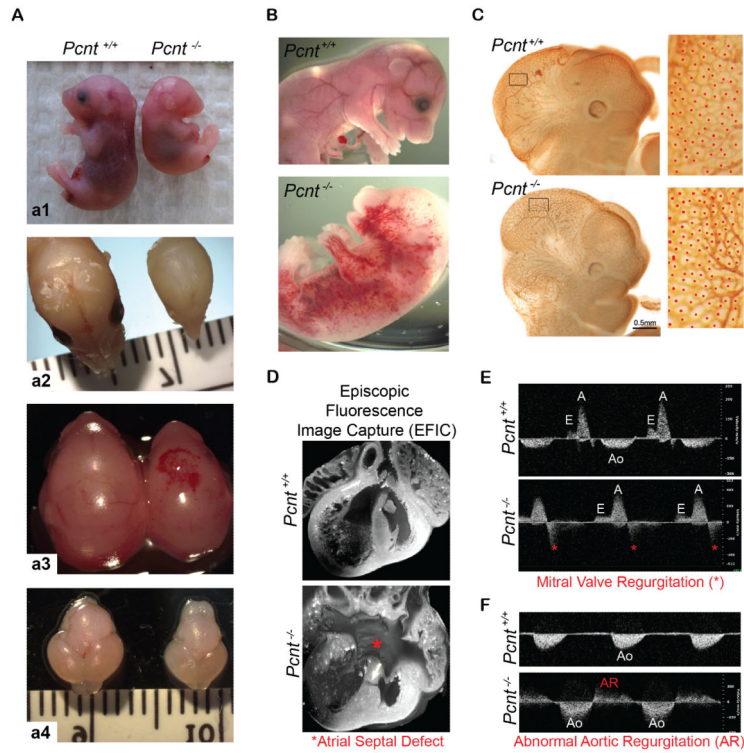 A
Pcnt +/+
Pcnt -/-
a1
a2
a3
a4
B
Pcnt +/+
Pcnt -/-
C
Pcnt +/+
Pcnt -/-
0.5mm
D
Episcopic
Fluorescence
Image Capture (EFIC)
Pcnt +/+
Pcnt -/-
*
*Atrial Septal Defect
E
Pcnt +/+
E
A
E
A
Ao
Pcnt -/-
A
E
A
E
A
* * *
Mitral Valve Regurgitation (*)
F
Pcnt +/+
Ao
Pcnt -/-
AR
Ao
Ao
Abnormal Aortic Regurgitation (AR)